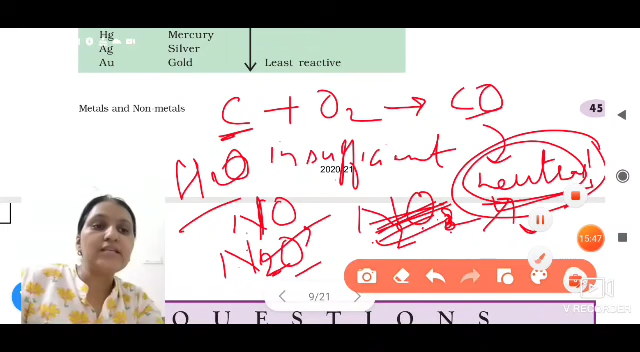 Hg Mercury
Ag Silver
Au Gold Least reactive
Metals and Non-metals 45
C + O2 → CO
H2O insufficient neutral
2020-21
NO
N2O
15:47
9/21
V RECORDER
QUESTIONS